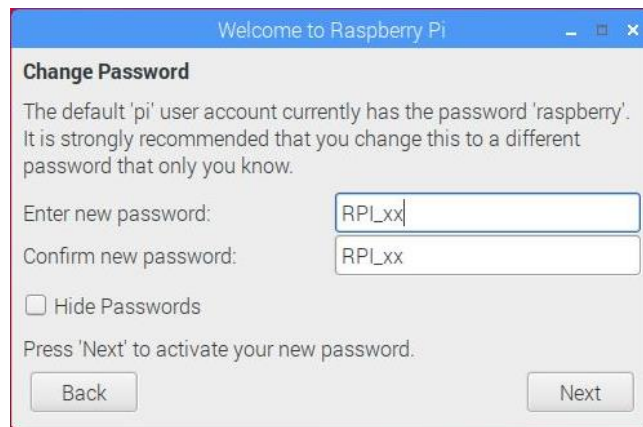 Welcome to Raspberry Pi
Change Password
The default 'pi' user account currently has the password 'raspberry'.
It is strongly recommended that you change this to a different
password that only you know.
Enter new password: RPI_xx
Confirm new password: RPI_xx
Hide Passwords
Press 'Next' to activate your new password.
Back Next